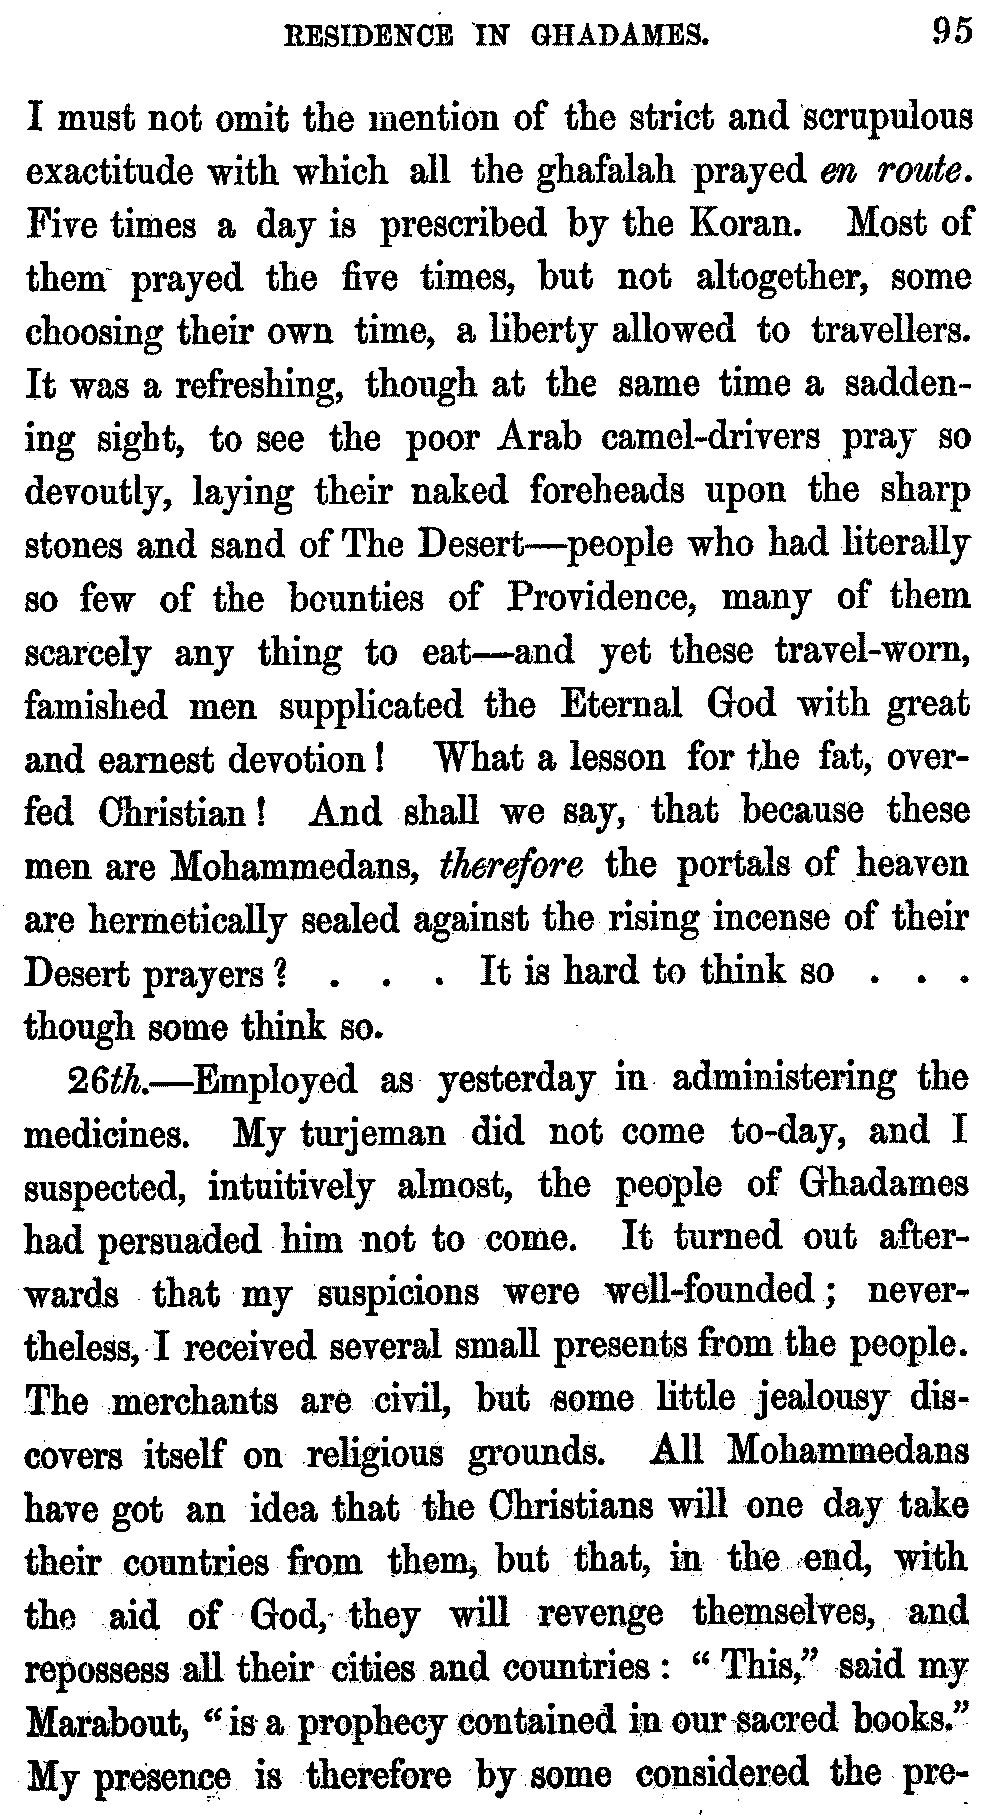 RESIDENCE IN GHADAMES. 95
I must not omit the mention of the strict and scrupulous
exactitude with which all the ghafalah prayed en route.
Five times a day is prescribed by the Koran. Most of
them prayed the five times, but not altogether, some
choosing their own time, a liberty allowed to travellers.
It was a refreshing, though at the same time a sadden-
ing sight, to see the poor Arab camel-drivers pray so
devoutly, laying their naked foreheads upon the sharp
stones and sand of The Desert—people who had literally
so few of the bounties of Providence, many of them
scarcely any thing to eat—and yet these travel-worn,
famished men supplicated the Eternal God with great
and earnest devotion! What a lesson for the fat, over-
fed Christian! And shall we say, that because these
men are Mohammedans, therefore the portals of heaven
are hermetically sealed against the rising incense of their
Desert prayers? . . . It is hard to think so . . .
though some think so.
26th.—Employed as yesterday in administering the
medicines. My turjeman did not come to-day, and I
suspected, intuitively almost, the people of Ghadames
had persuaded him not to come. It turned out after-
wards that my suspicions were well-founded; never-
theless, I received several small presents from the people.
The merchants are civil, but some little jealousy dis-
covers itself on religious grounds. All Mohammedans
have got an idea that the Christians will one day take
their countries from them, but that, in the end, with
the aid of God, they will revenge themselves, and
repossess all their cities and countries: "This," said my
Marabout, "is a prophecy contained in our sacred books."
My presence is therefore by some considered the pre-